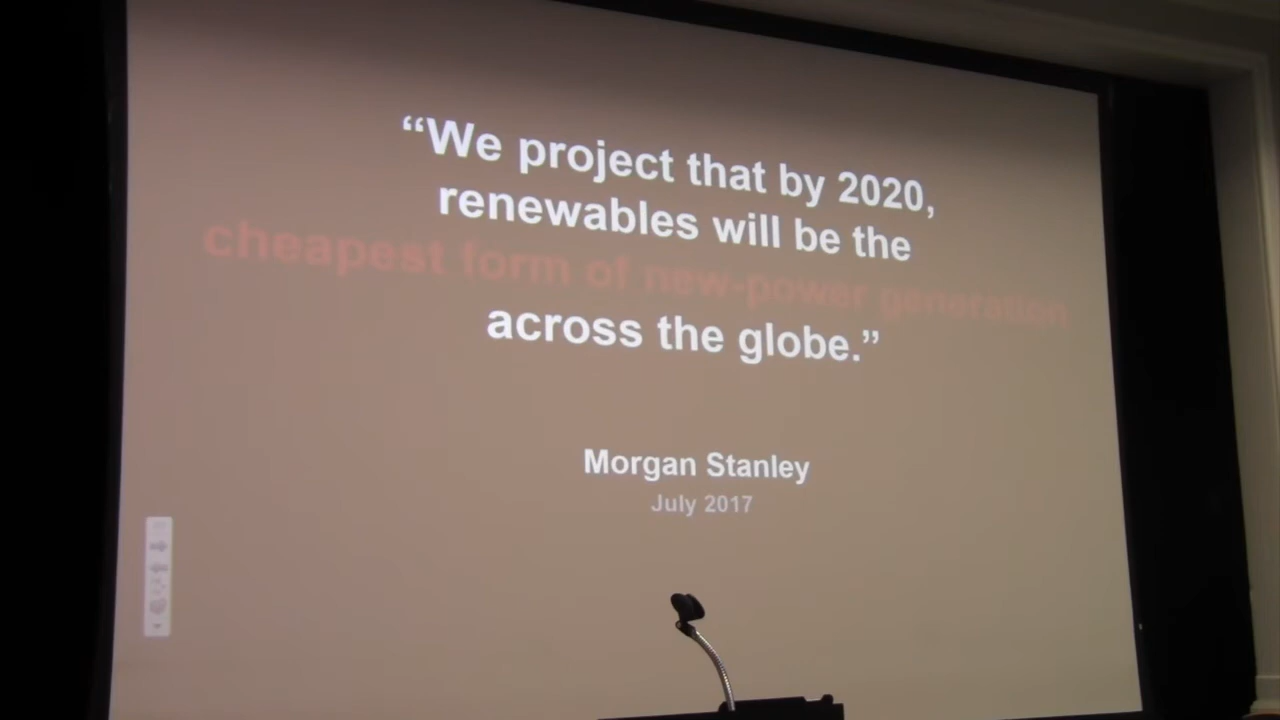 “We project that by 2020,
renewables will be the
cheapest form of new-power generation
across the globe.”
Morgan Stanley
July 2017